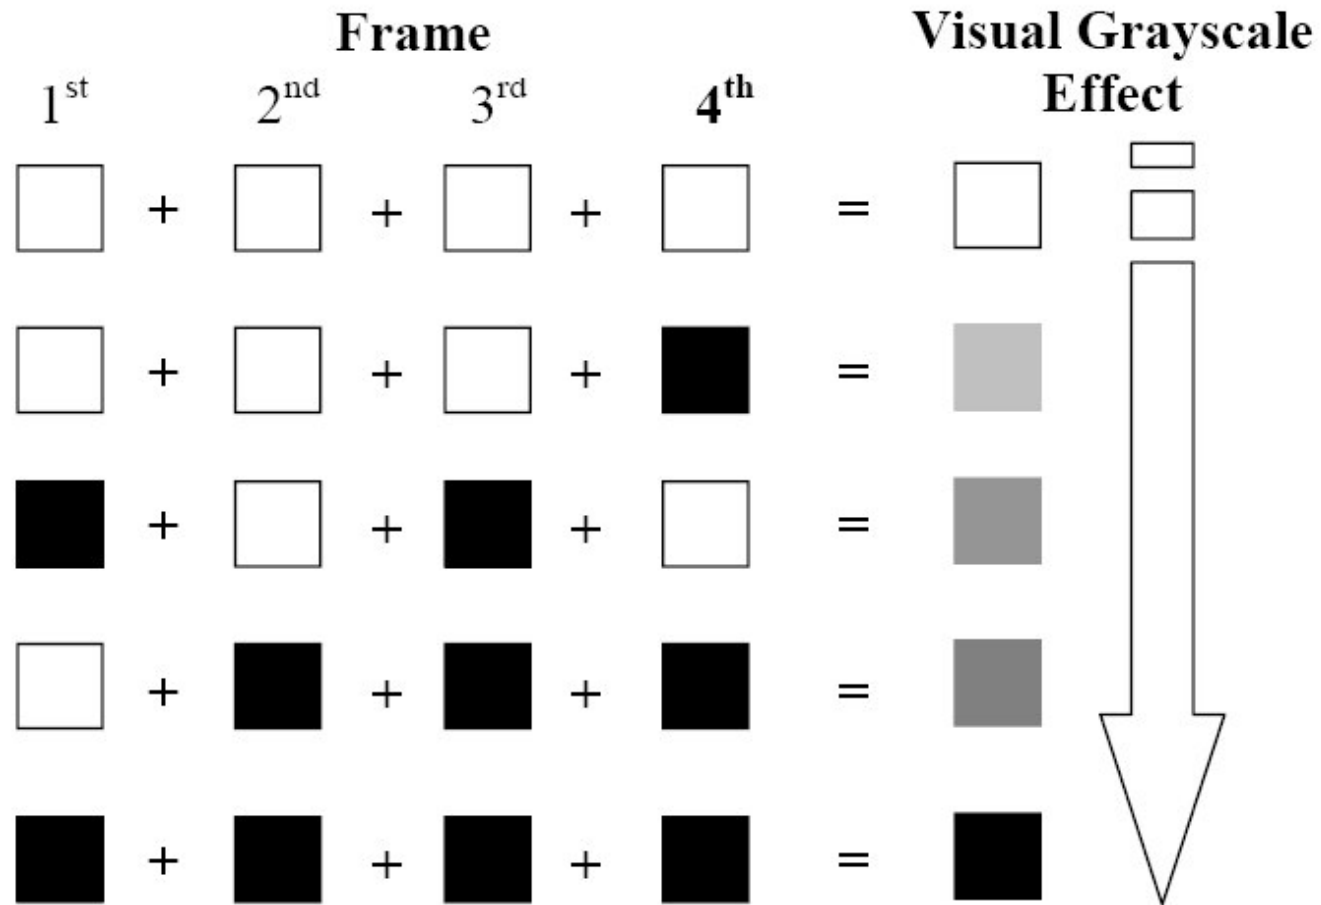 Frame
Visual Grayscale
Effect
1st 2nd 3rd 4th
+ + + =
+ + + =
+ + + =
+ + + =
+ + + =